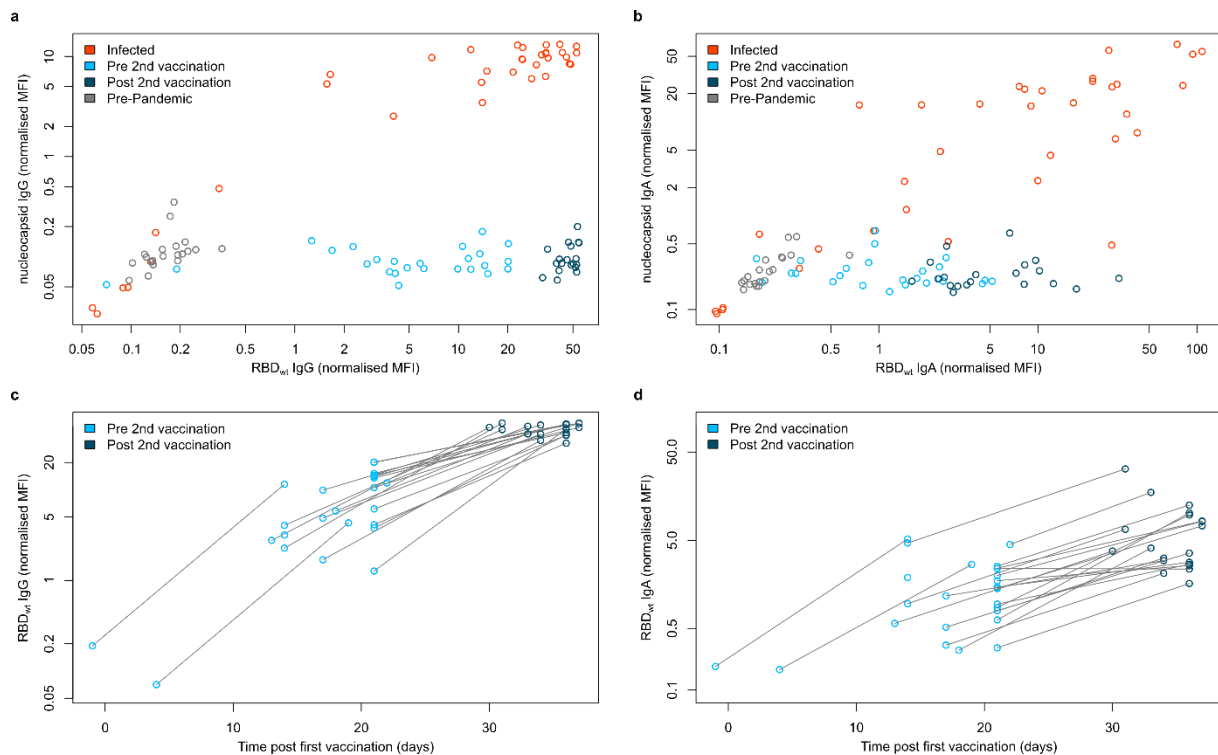 a
nucleocapsid IgG (normalised MFI)
10
5
2
1
0.5
0.2
0.1
0.05
Infected
Pre 2nd vaccination
Post 2nd vaccination
Pre-Pandemic
0.05 0.1 0.2 0.5 1 2 5 10 20 50
RBDwt IgG (normalised MFI)
b
nucleocapsid IgA (normalised MFI)
50
20
5
2
0.5
0.1
Infected
Pre 2nd vaccination
Post 2nd vaccination
Pre-Pandemic
0.1 0.5 1 5 10 50 100
RBDwt IgA (normalised MFI)
c
RBDwt IgG (normalised MFI)
20
5
1
0.2
0.05
Pre 2nd vaccination
Post 2nd vaccination
0 10 20 30
Time post first vaccination (days)
d
RBDwt IgA (normalised MFI)
50.0
5.0
0.5
0.1
Pre 2nd vaccination
Post 2nd vaccination
0 10 20 30
Time post first vaccination (days)